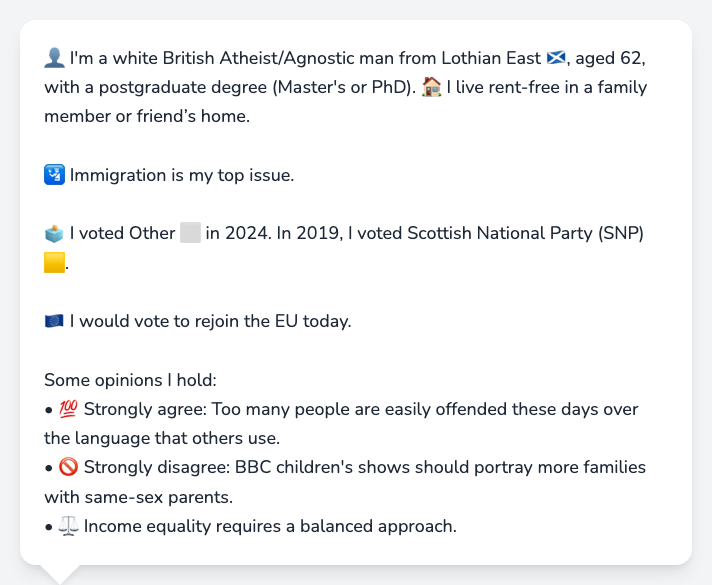 👤 I'm a white British Atheist/Agnostic man from Lothian East 🏴󠁧󠁢󠁳󠁣󠁴󠁿, aged 62,
with a postgraduate degree (Master's or PhD). 🏠 I live rent-free in a family
member or friend’s home.
🛂 Immigration is my top issue.
🗳️ I voted Other ⬜ in 2024. In 2019, I voted Scottish National Party (SNP)
🟨.
🇪🇺 I would vote to rejoin the EU today.
Some opinions I hold:
• 💯 Strongly agree: Too many people are easily offended these days over
the language that others use.
• 🚫 Strongly disagree: BBC children's shows should portray more families
with same-sex parents.
• ⚖️ Income equality requires a balanced approach.